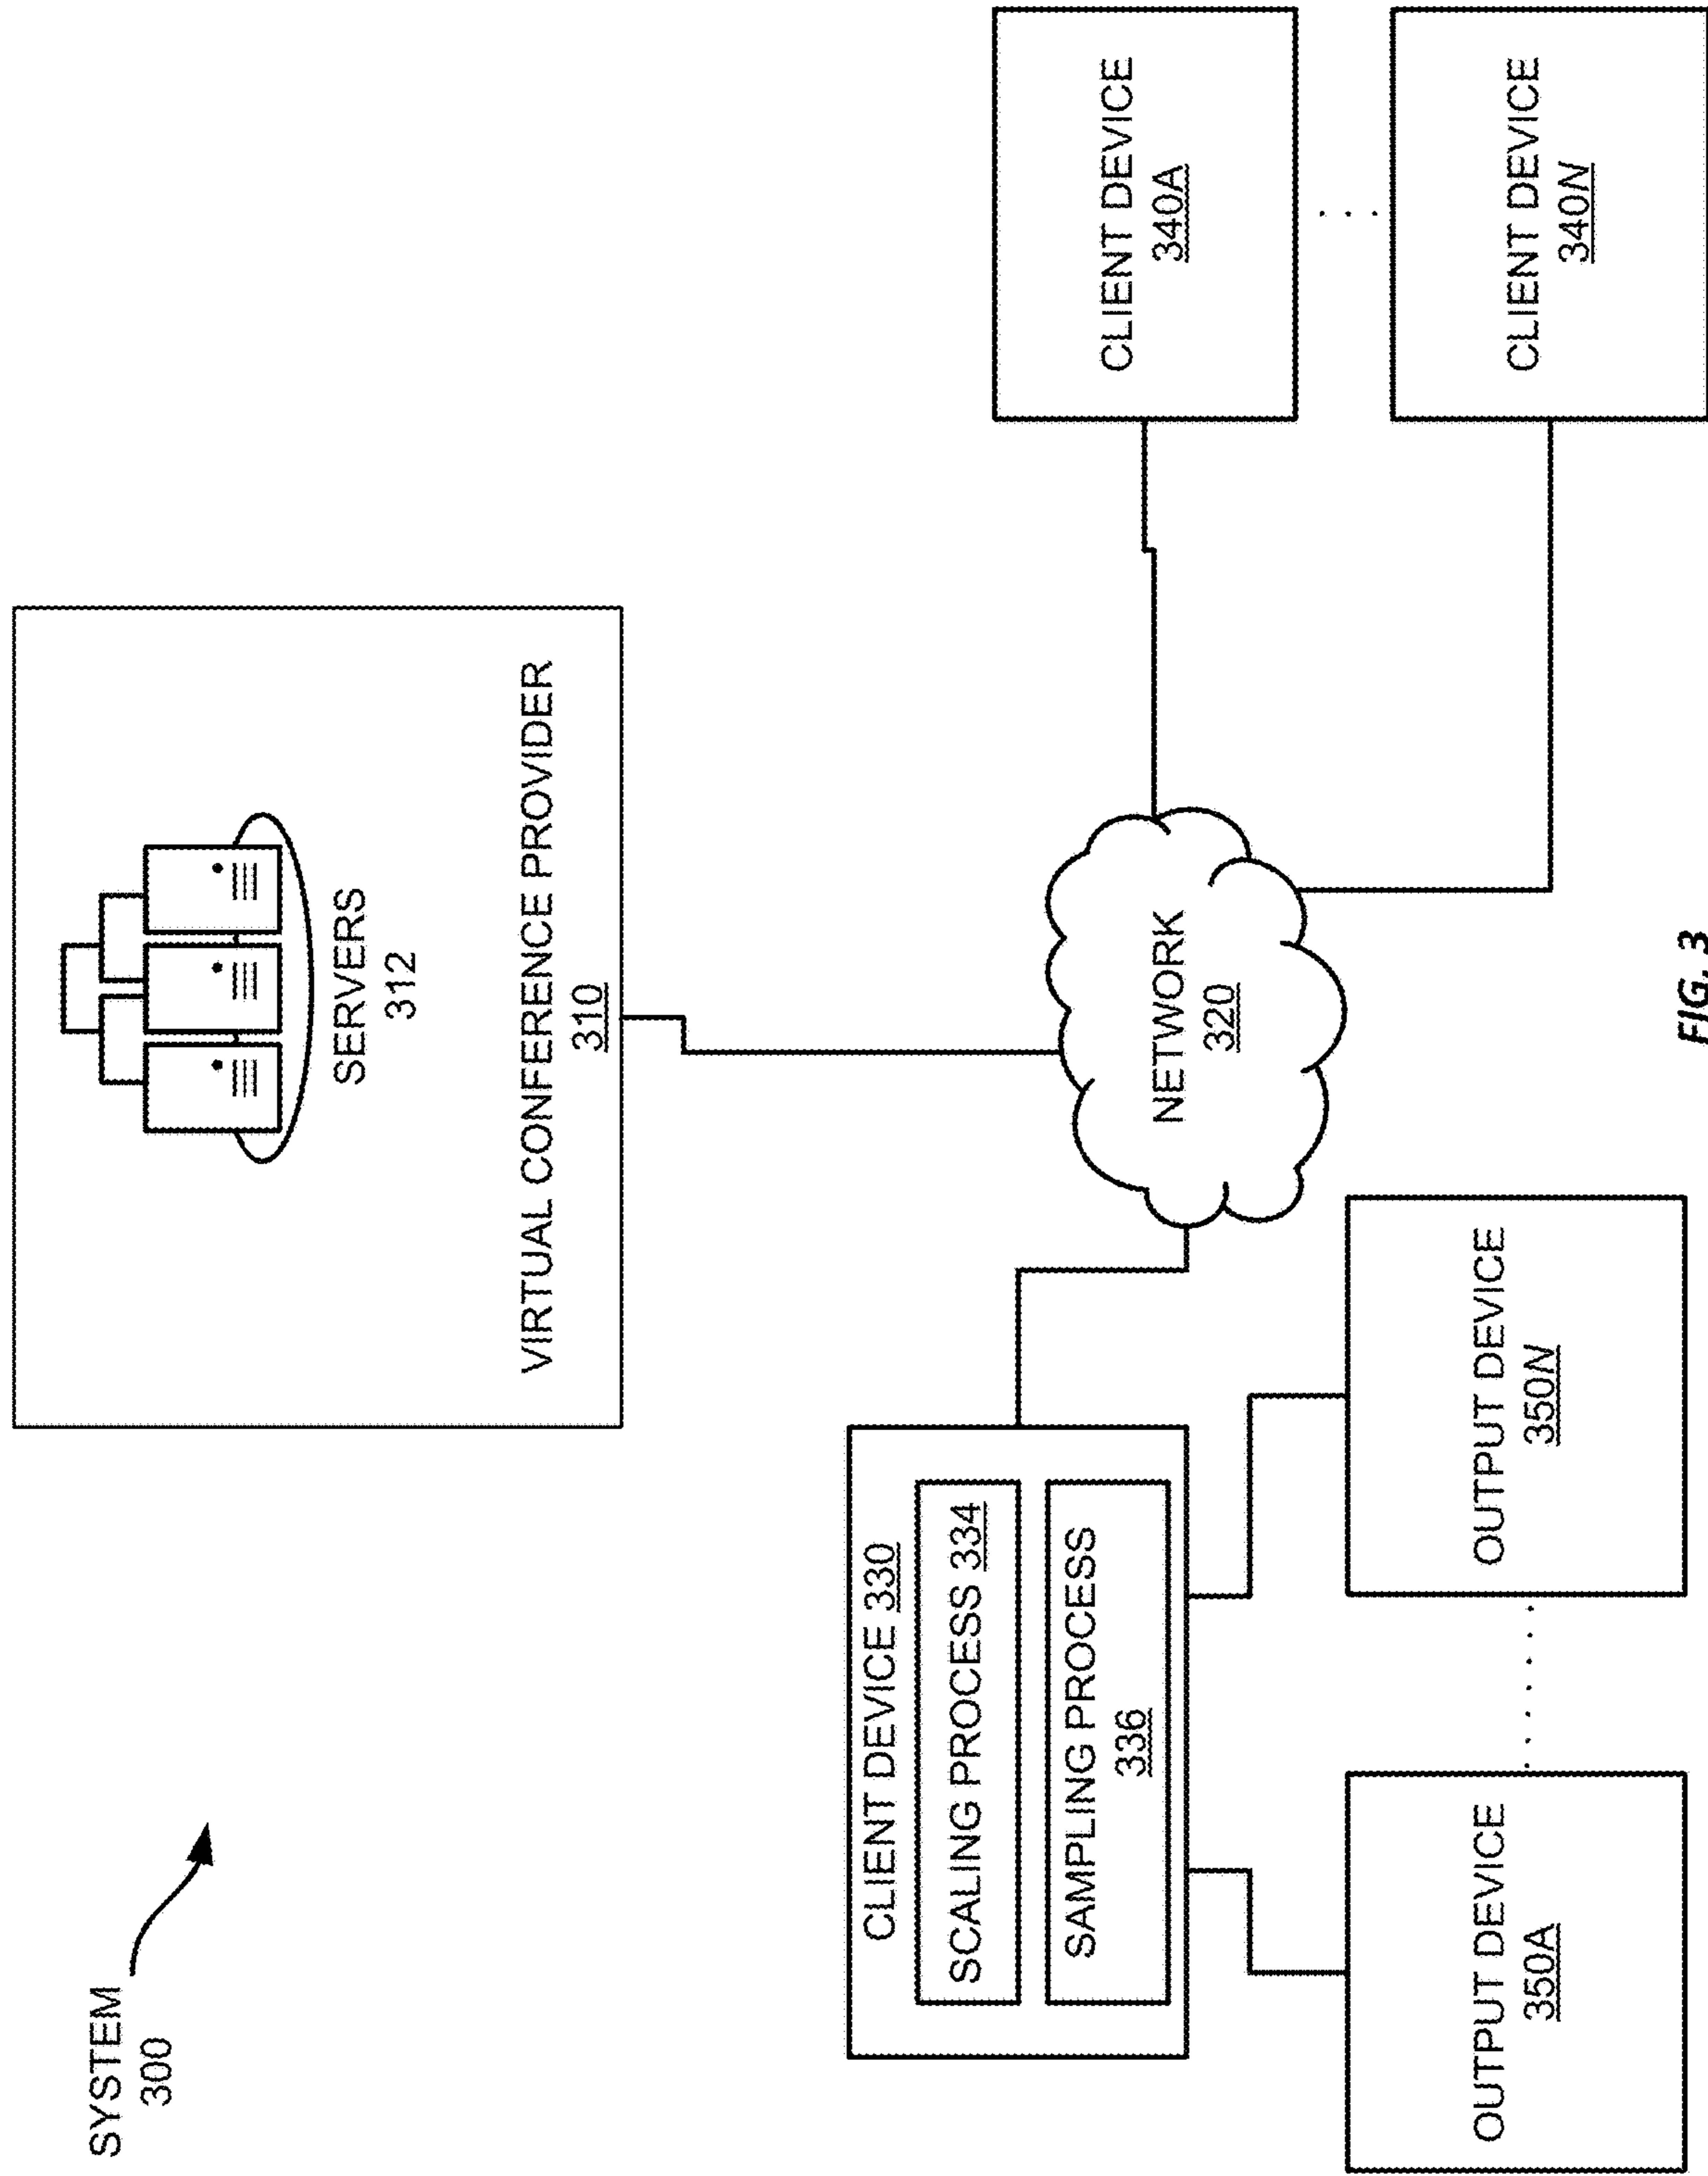 SYSTEM
300
SERVERS
312
VIRTUAL CONFERENCE PROVIDER
310
CLIENT DEVICE 330
SCALING PROCESS 334
SAMPLING PROCESS
336
NETWORK
320
CLIENT DEVICE
340A
. . .
CLIENT DEVICE
340N
OUTPUT DEVICE
350A
. . . . . . .
OUTPUT DEVICE
350N
FIG. 3